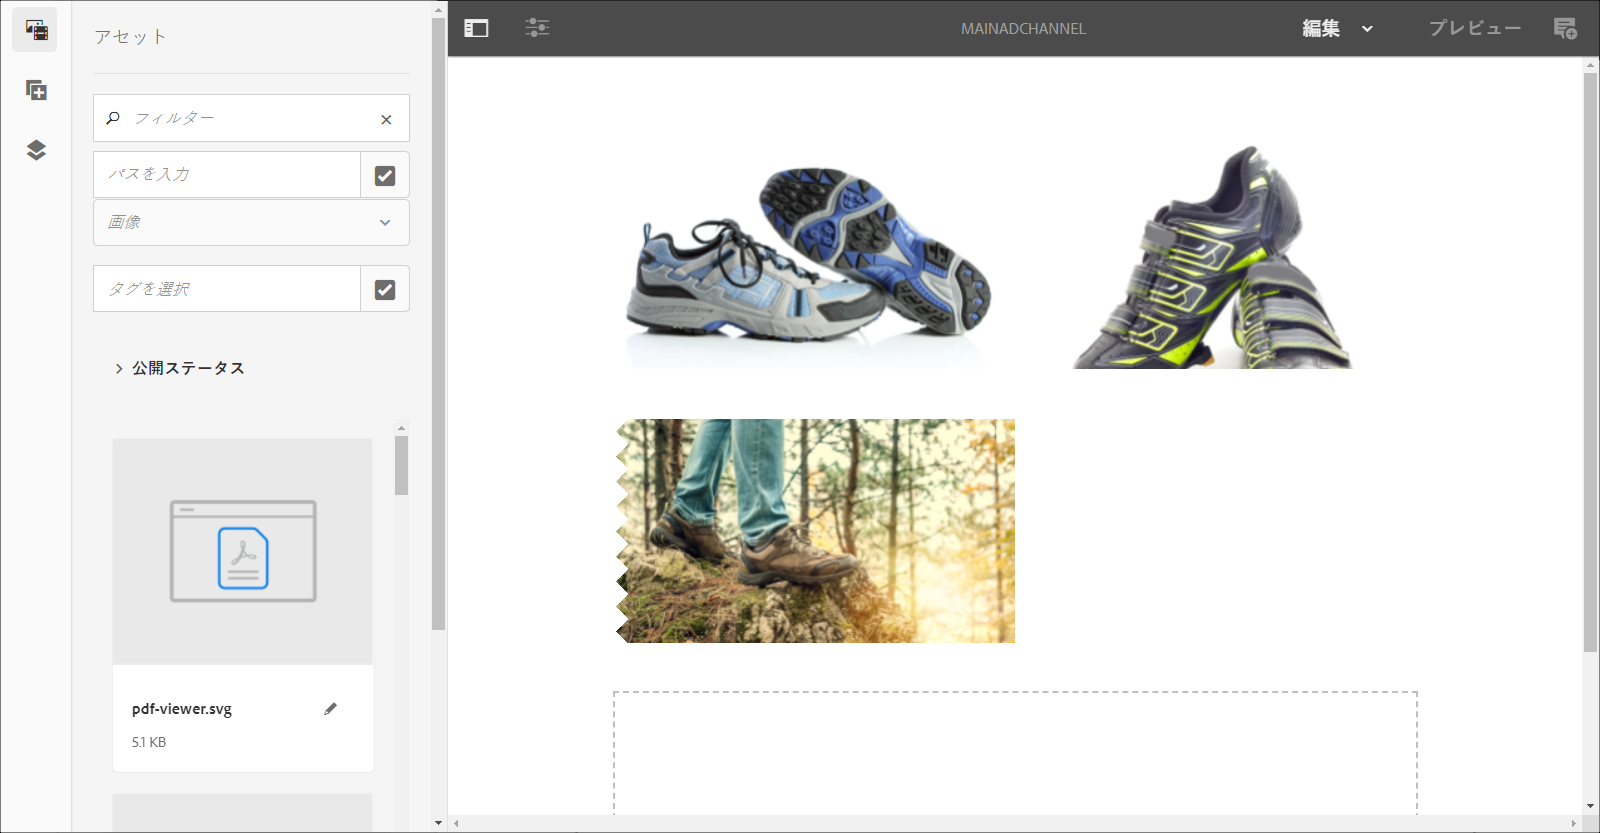 アセット
フィルター
パスを入力
画像
タグを選択
公開ステータス
pdf-viewer.svg
5.1 KB
MAINADCHANNEL
編集
プレビュー